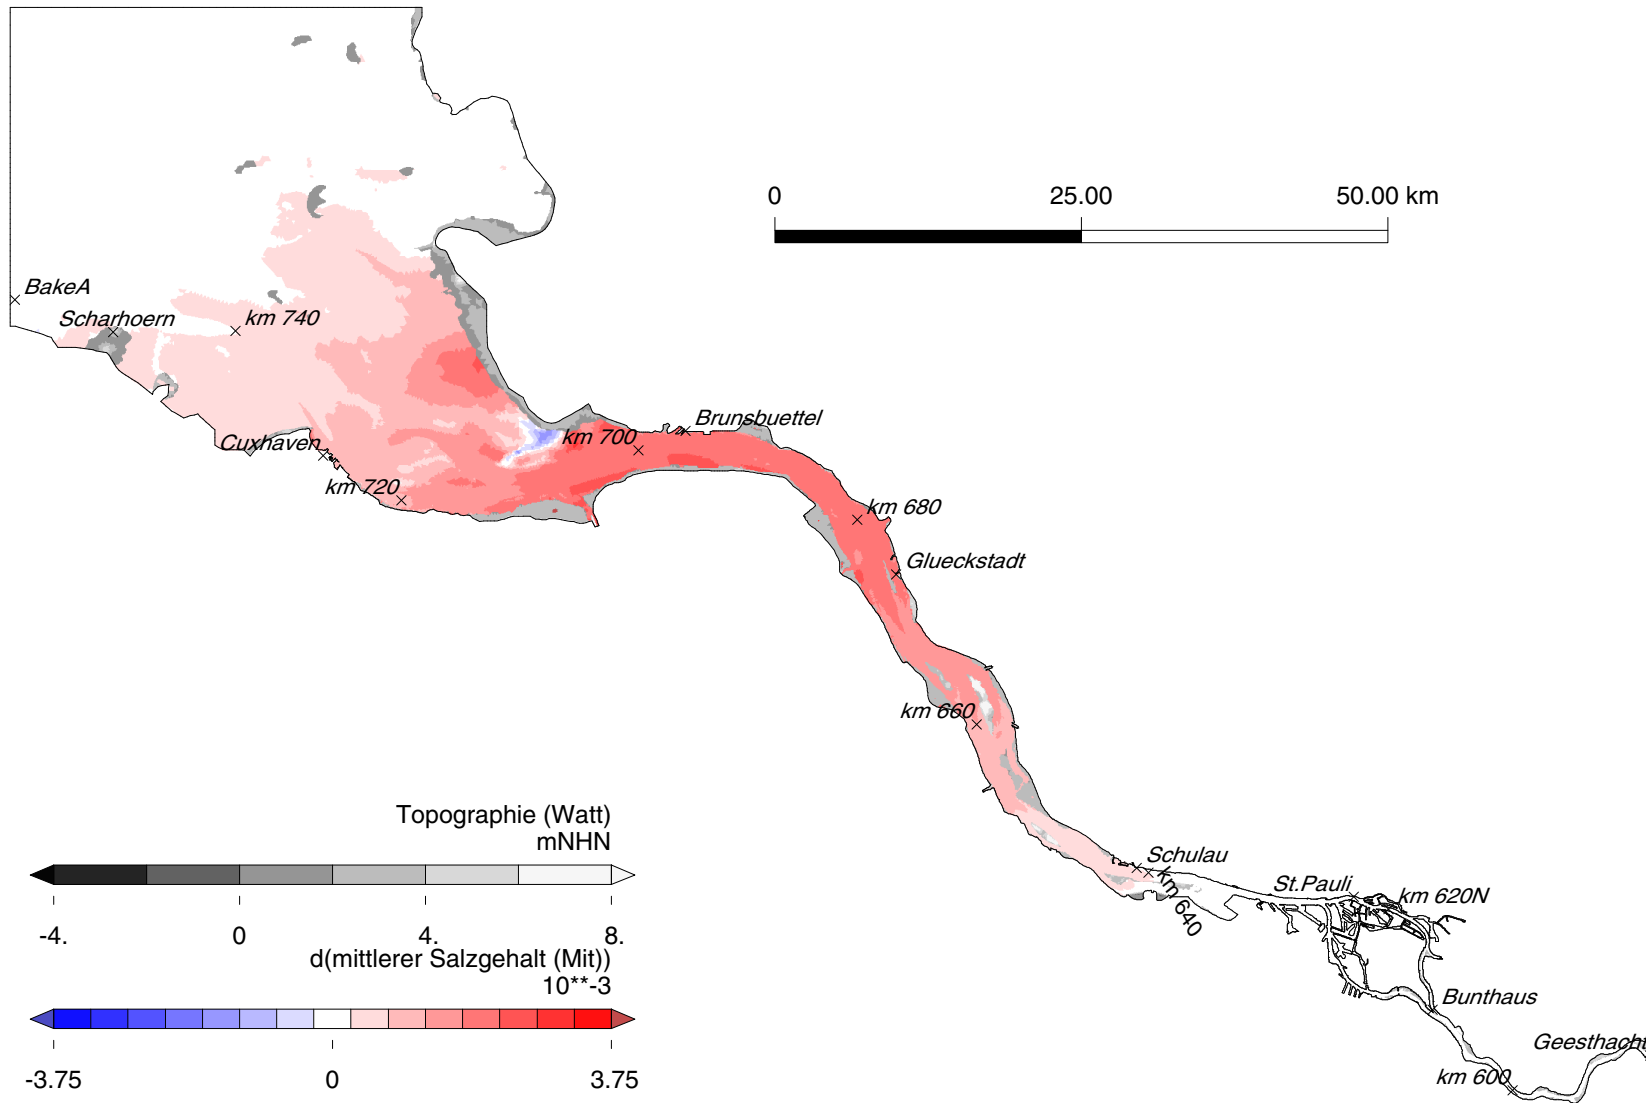 0 25.00 50.00 km
BakeA
Scharhoern
km 740
Cuxhaven
km 720
km 700
Brunsbuettel
km 680
Glueckstadt
km 660
Schulau
km 640
St.Pauli
km 620N
Bunthaus
Geesthacht
km 600
Topographie (Watt)
mNHN
-4. 0 4. 8.
d(mittlerer Salzgehalt (Mit))
10**-3
-3.75 0 3.75